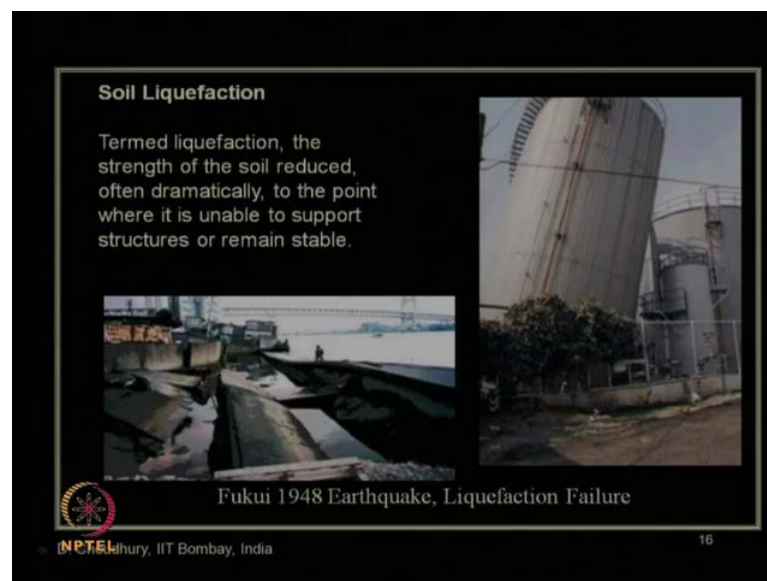 Soil Liquefaction
Termed liquefaction, the
strength of the soil reduced,
often dramatically, to the point
where it is unable to support
structures or remain stable.
Fukui 1948 Earthquake, Liquefaction Failure
NPTEL
D. Choudhury, IIT Bombay, India
16